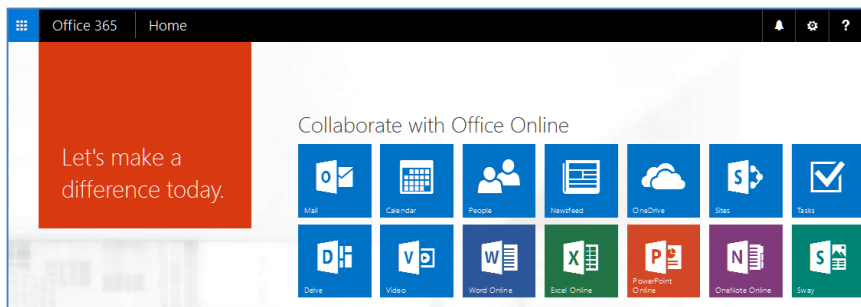 Office 365 Home ?
Let's make a
difference today.
Collaborate with Office Online
Mail Calendar People Newsfeed OneDrive Sites Tasks
Delve Video Word Online Excel Online PowerPoint Online OneNote Online Sway